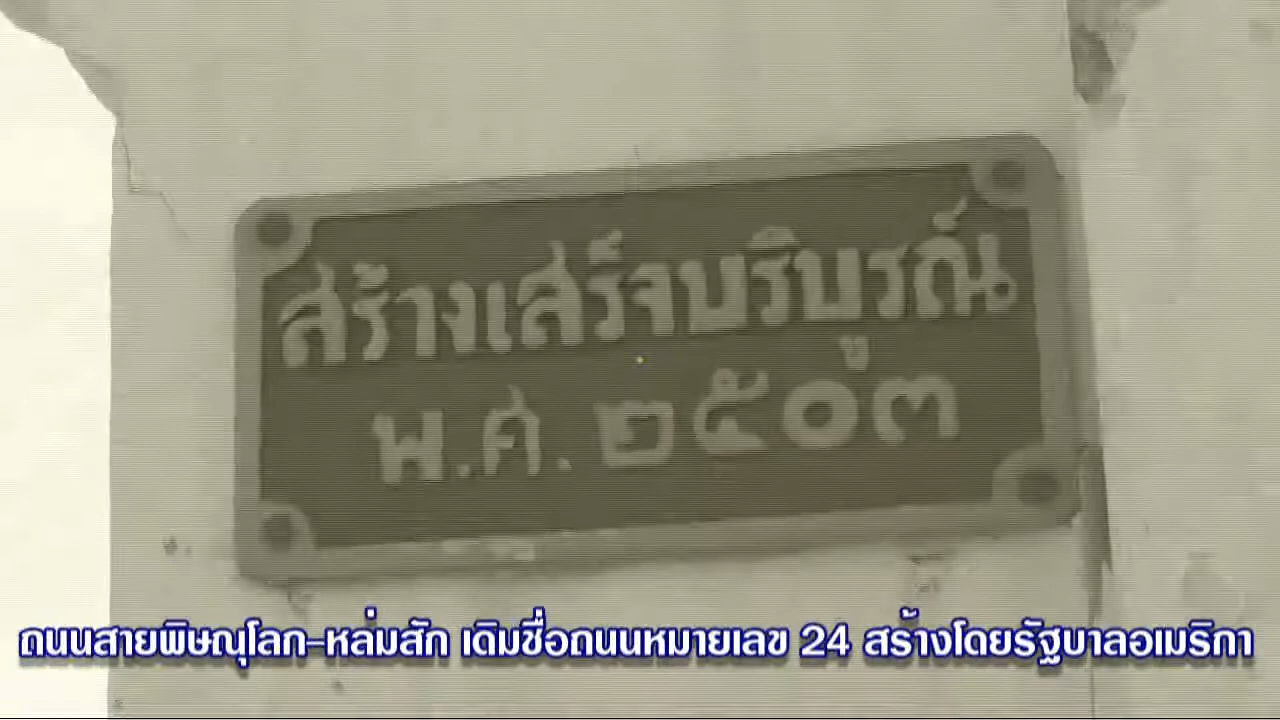 สร้างเสร็จบริบูรณ์
พ.ศ. ๒๕๐๓
ถนนสายพิษณุโลก-หล่มสัก เดิมชื่อถนนหมายเลข 24 สร้างโดยรัฐบาลอเมริกา